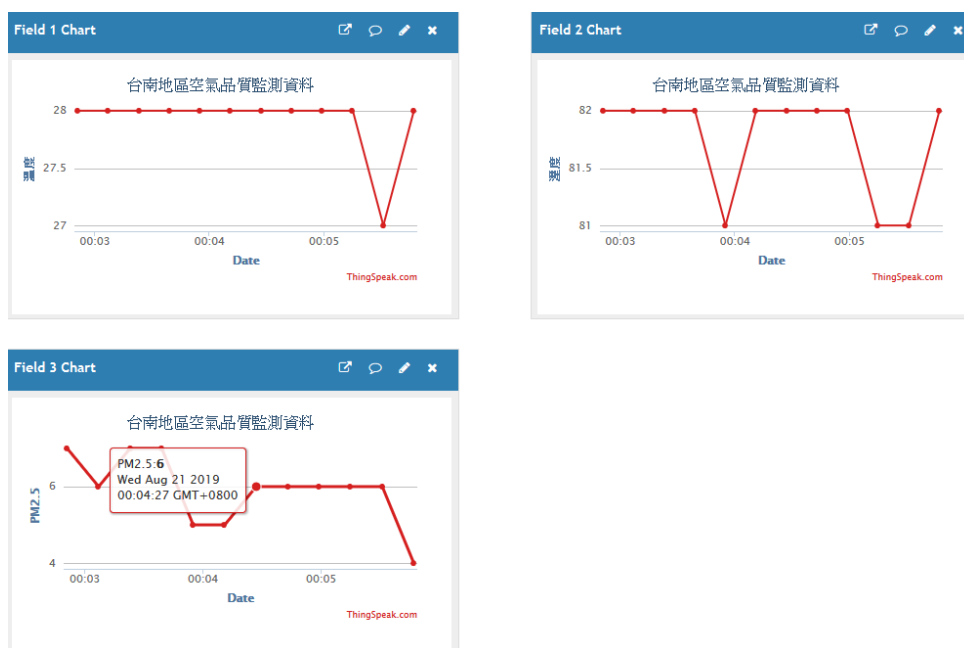 Field 1 Chart
台南地區空氣品質監測資料
28
27.5
27
溫度
00:03 00:04 00:05
Date
ThingSpeak.com
Field 2 Chart
台南地區空氣品質監測資料
82
81.5
81
溼度
00:03 00:04 00:05
Date
ThingSpeak.com
Field 3 Chart
台南地區空氣品質監測資料
PM2.5:6
Wed Aug 21 2019
00:04:27 GMT+0800
6
4
PM2.5
00:03 00:04 00:05
Date
ThingSpeak.com